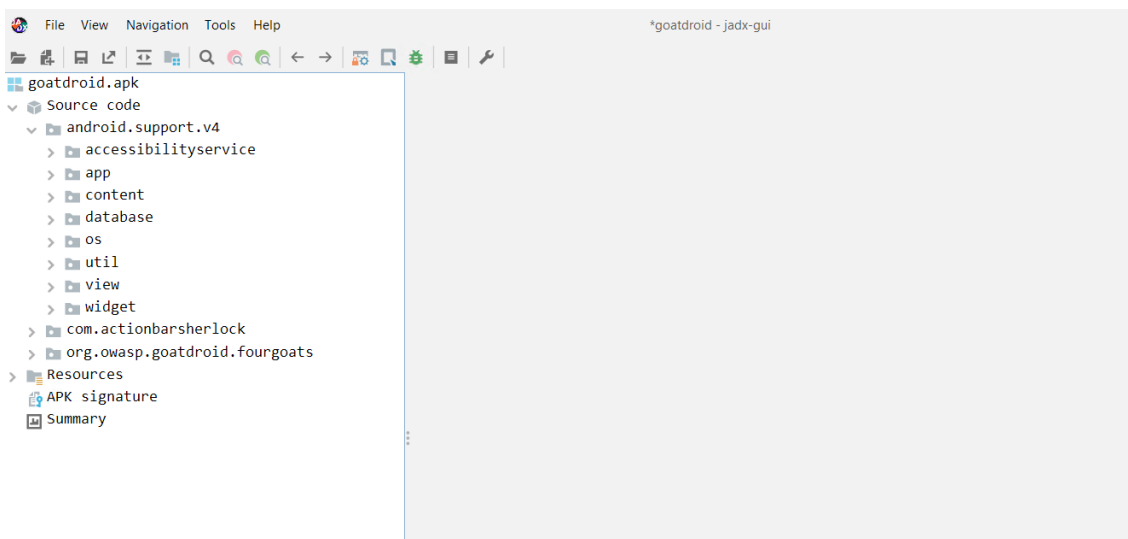 File View Navigation Tools Help
*goatdroid - jadx-gui
goatdroid.apk
Source code
android.support.v4
accessibilityservice
app
content
database
os
util
view
widget
com.actionbarsherlock
org.owasp.goatdroid.fourgoats
Resources
APK signature
Summary